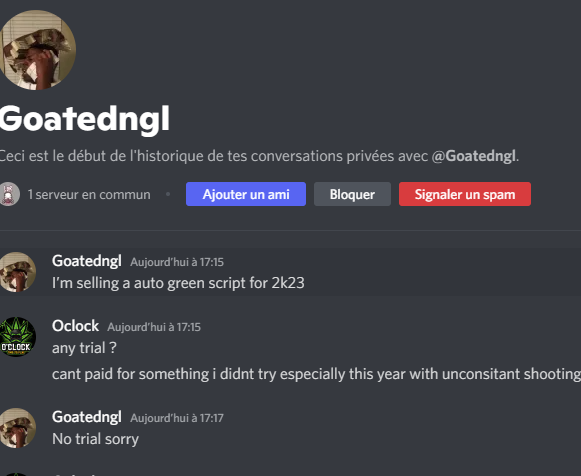 Goatedngl
Ceci est le début de l'historique de tes conversations privées avec @Goatedngl.
1 serveur en commun • Ajouter un ami Bloquer Signaler un spam
Goatedngl Aujourd'hui à 17:15
I'm selling a auto green script for 2k23
O'CLOCK
Oclock Aujourd'hui à 17:15
any trial ?
cant paid for something i didnt try especially this year with unconsitant shooting
Goatedngl Aujourd'hui à 17:17
No trial sorry